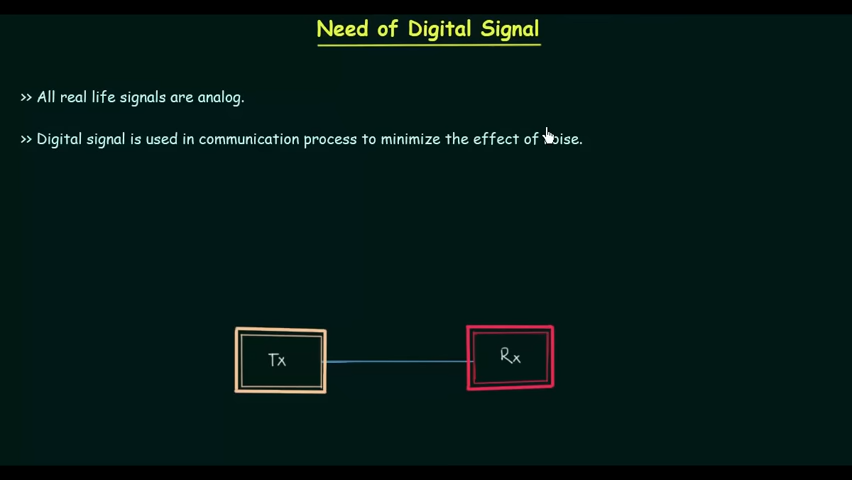 Need of Digital Signal
>> All real life signals are analog.
>> Digital signal is used in communication process to minimize the effect of noise.
Tx
Rx